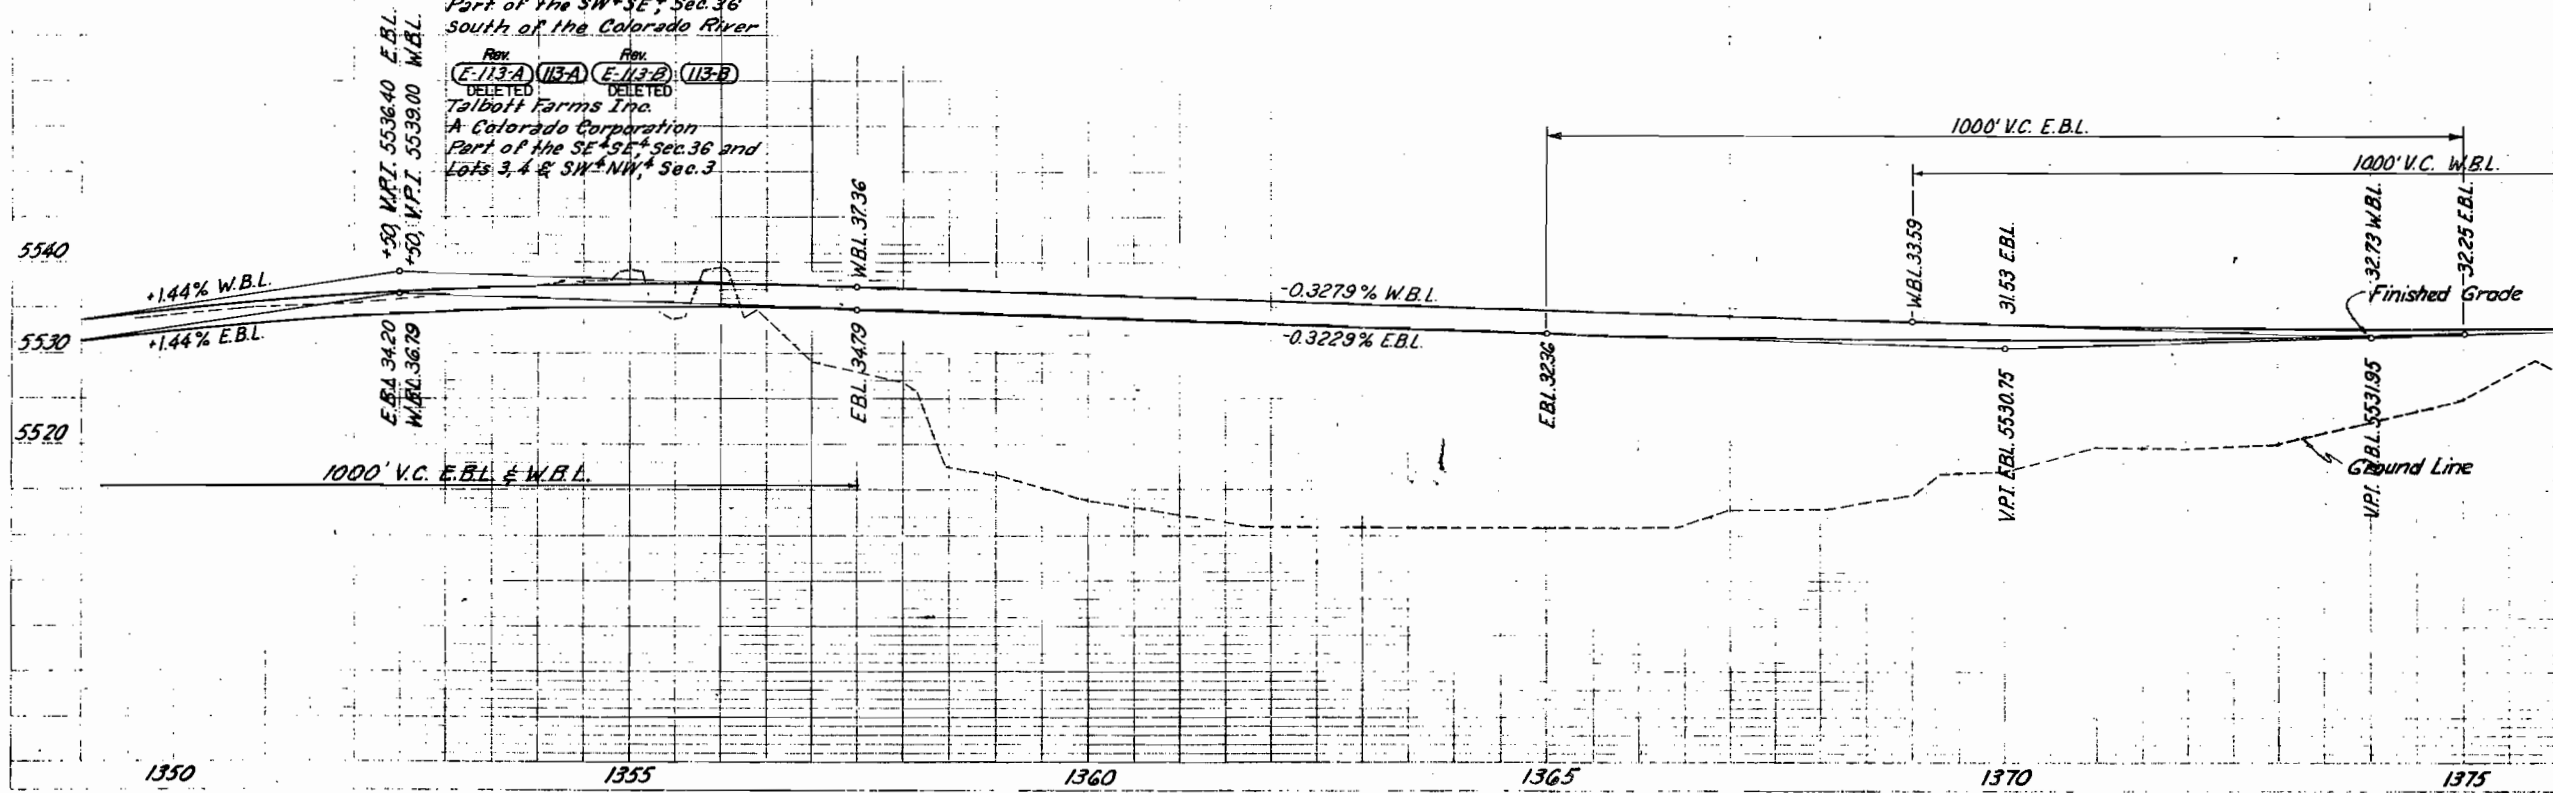 Part of the SW¼SE¼, Sec. 36
south of the Colorado River
Rev. Rev.
E-113-A 113-A E-113-B 113-B
DELETED DELETED
Talbott Farms Inc.
A Colorado Corporation
Part of the SE¼SE¼, Sec. 36 and
Lots 3, 4 & SW¼NW¼, Sec. 3
+50, V.P.I. 5536.40 E.B.L.
+50, V.P.I. 5539.00 W.B.L.
1000' V.C. E.B.L.
1000' V.C. W.B.L.
W.B.L. 37.36
W.B.L. 33.59
31.53 E.B.L.
32.73 W.B.L.
32.25 E.B.L.
5540
+1.44% W.B.L.
-0.3279% W.B.L.
Finished Grade
5530
+1.44% E.B.L.
-0.3229% E.B.L.
E.B.L. 34.20
W.B.L. 36.79
E.B.L. 34.79
E.B.L. 32.36
V.P.I. E.B.L. 5530.75
V.P.I. W.B.L. 5531.95
5520
1000' V.C. E.B.L. & W.B.L.
Ground Line
1350 1355 1360 1365 1370 1375